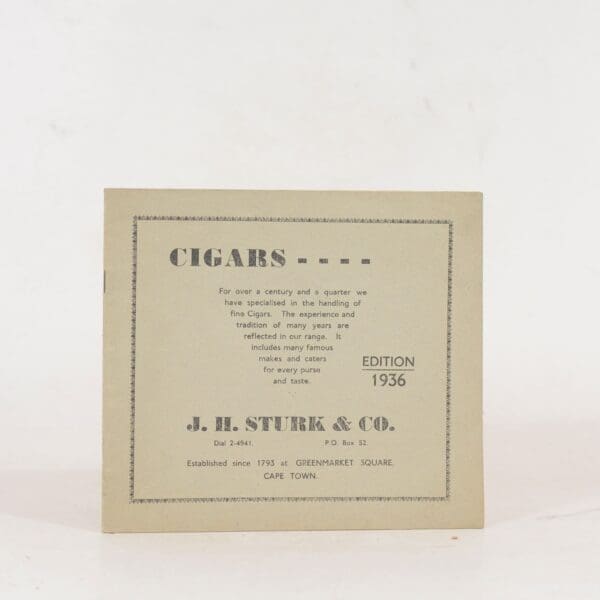 CIGARS - - - -
For over a century and a quarter we
have specialised in the handling of
fine Cigars. The experience and
tradition of many years are
reflected in our range. It
includes many famous
makes and caters
for every purse
and taste.
EDITION
1936
J. H. STURK & CO.
Dial 2-4941. P.O. Box 52.
Established since 1793 at GREENMARKET SQUARE,
CAPE TOWN.